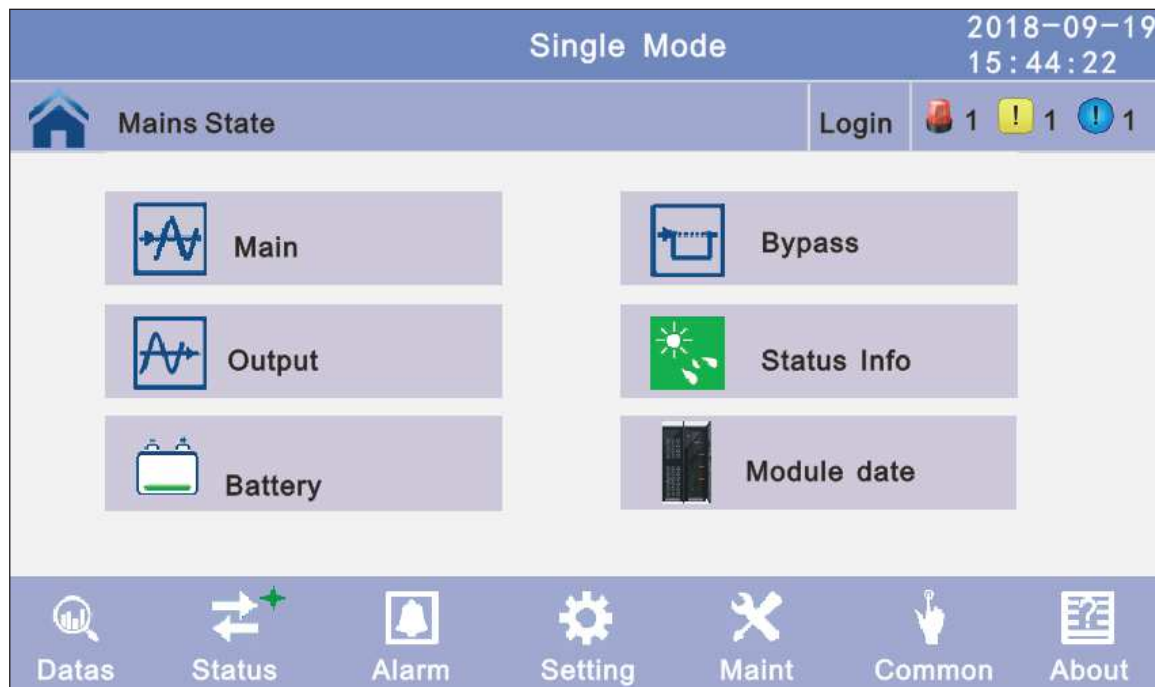 Single Mode
2018-09-19
15:44:22
Mains State
Login
1
! 1
! 1
Main
Bypass
Output
Status Info
Battery
Module date
Datas
Status
Alarm
Setting
Maint
Common
About